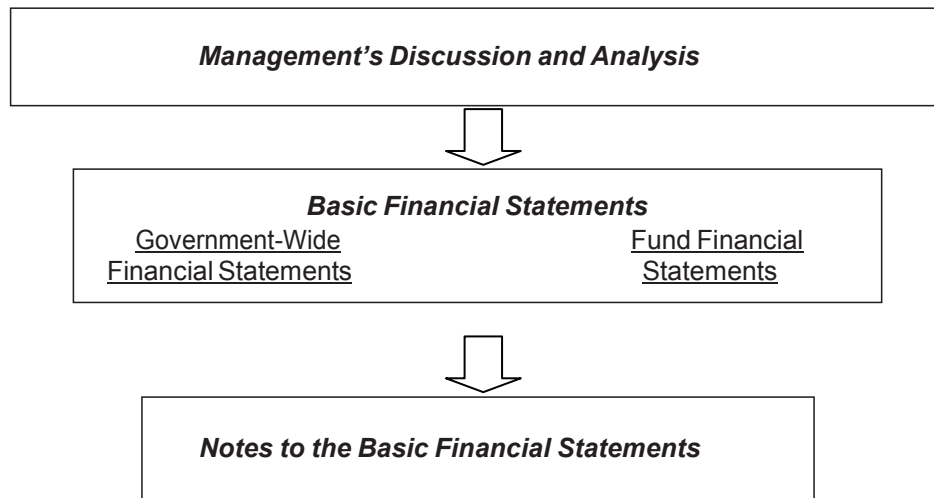 Management's Discussion and Analysis
Basic Financial Statements
Government-Wide
Financial Statements
Fund Financial
Statements
Notes to the Basic Financial Statements